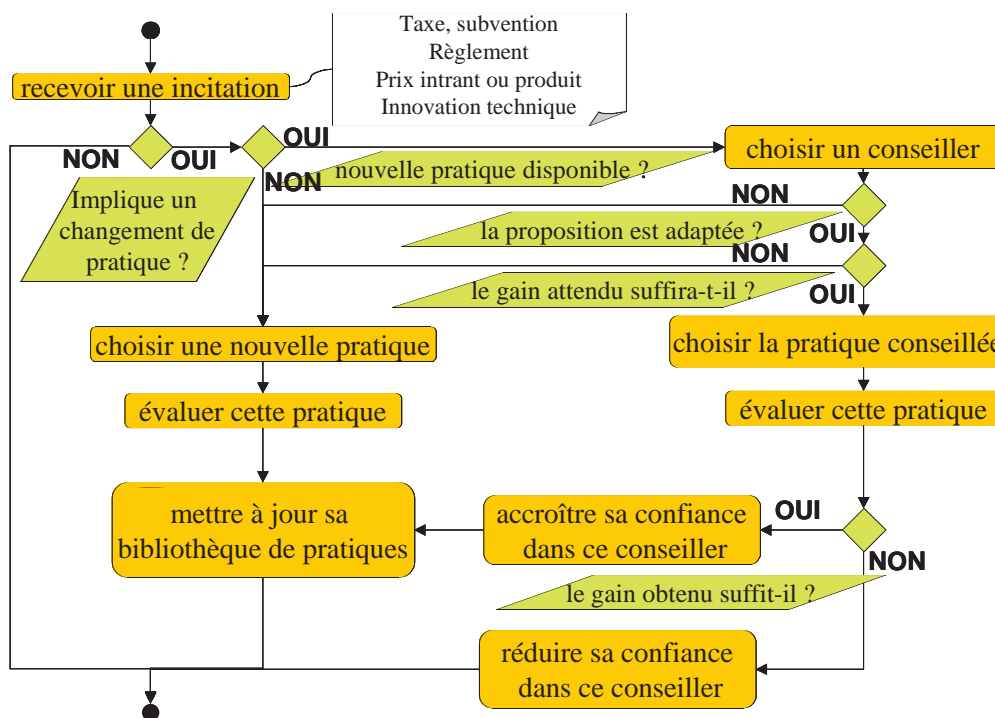 Taxe, subvention
Règlement
Prix intrant ou produit
Innovation technique
recevoir une incitation
OUI
NON
OUI
choisir un conseiller
nouvelle pratique disponible ?
NON
NON
Implique un
changement de
pratique ?
la proposition est adaptée ?
OUI
NON
le gain attendu suffira-t-il ?
OUI
choisir une nouvelle pratique
choisir la pratique conseillée
évaluer cette pratique
évaluer cette pratique
mettre à jour sa
bibliothèque de pratiques
accroître sa confiance
dans ce conseiller
OUI
NON
le gain obtenu suffit-il ?
réduire sa confiance
dans ce conseiller